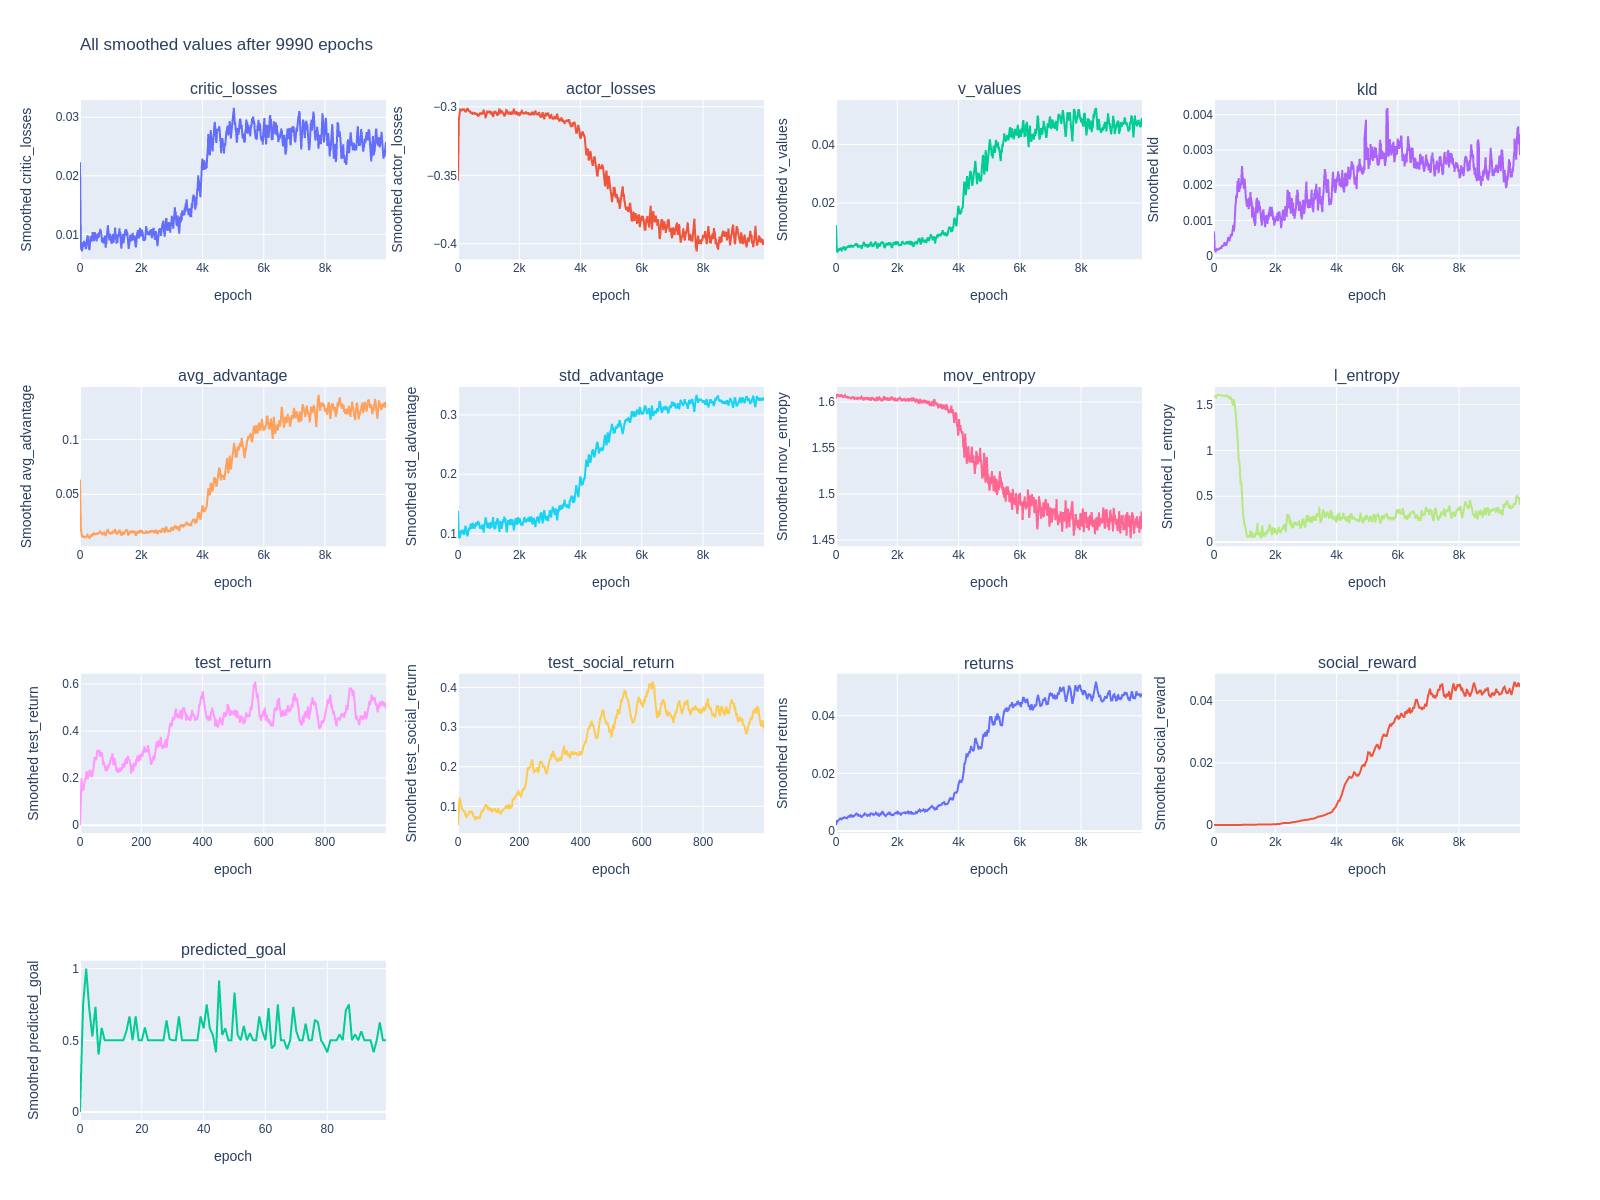 All smoothed values after 9990 epochs
critic_losses
actor_losses
v_values
kld
Smoothed critic_losses
0.03
0.02
0.01
0
2k
4k
6k
8k
epoch
Smoothed actor_losses
−0.3
−0.35
−0.4
0
2k
4k
6k
8k
epoch
Smoothed v_values
0.04
0.02
0
2k
4k
6k
8k
epoch
Smoothed kld
0.004
0.003
0.002
0.001
0
0
2k
4k
6k
8k
epoch
avg_advantage
std_advantage
mov_entropy
l_entropy
Smoothed avg_advantage
0.1
0.05
0
2k
4k
6k
8k
epoch
Smoothed std_advantage
0.3
0.2
0.1
0
2k
4k
6k
8k
epoch
Smoothed mov_entropy
1.6
1.55
1.5
1.45
0
2k
4k
6k
8k
epoch
Smoothed l_entropy
1.5
1
0.5
0
0
2k
4k
6k
8k
epoch
test_return
test_social_return
returns
social_reward
Smoothed test_return
0.6
0.4
0.2
0
0
200
400
600
800
epoch
Smoothed test_social_return
0.4
0.3
0.2
0.1
0
200
400
600
800
epoch
Smoothed returns
0.04
0.02
0
0
2k
4k
6k
8k
epoch
Smoothed social_reward
0.04
0.02
0
0
2k
4k
6k
8k
epoch
predicted_goal
Smoothed predicted_goal
1
0.5
0
0
20
40
60
80
epoch